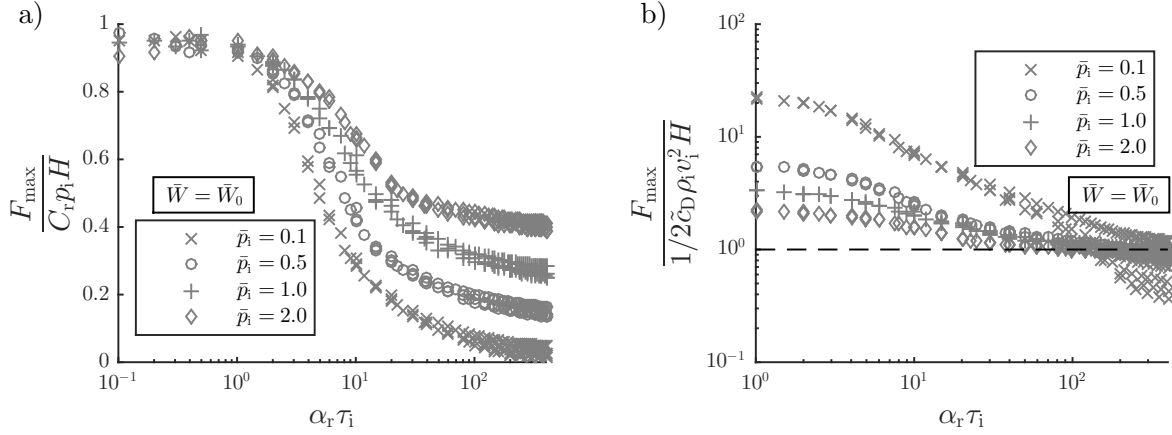 a)
F_max / C_r p_i H
1
0.8
0.6
0.4
0.2
0
10^-1
10^0
10^1
10^2
α_r τ_i
W̄ = W̄_0
p̄_i = 0.1
p̄_i = 0.5
p̄_i = 1.0
p̄_i = 2.0
b)
F_max / 1/2 c̃_D ρ_i v_i^2 H
10^2
10^1
10^0
10^-1
10^0
10^1
10^2
α_r τ_i
p̄_i = 0.1
p̄_i = 0.5
p̄_i = 1.0
p̄_i = 2.0
W̄ = W̄_0